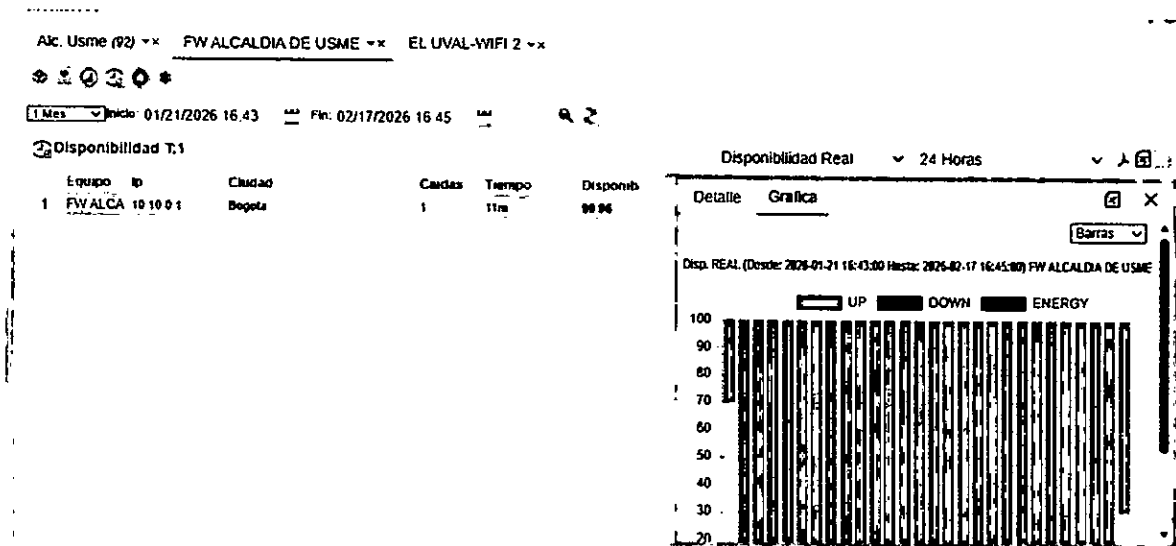 Alc. Usme (92) FW ALCALDIA DE USME EL UVAL-WIFI 2
1 Mes Inicio: 01/21/2026 16:43 Fin: 02/17/2026 16:45
Disponibilidad T:1
Equipo Ip Ciudad Caidas Tiempo Disponib
1 FW ALCA 10.10.0.1 Bogota 1 11m 99.96
Disponibilidad Real 24 Horas
Detalle Grafica
Barras
Disp. REAL (Desde: 2026-01-21 16:43:00 Hasta: 2026-02-17 16:45:00) FW ALCALDIA DE USME
UP DOWN ENERGY
100
90
80
70
60
50
40
30
20